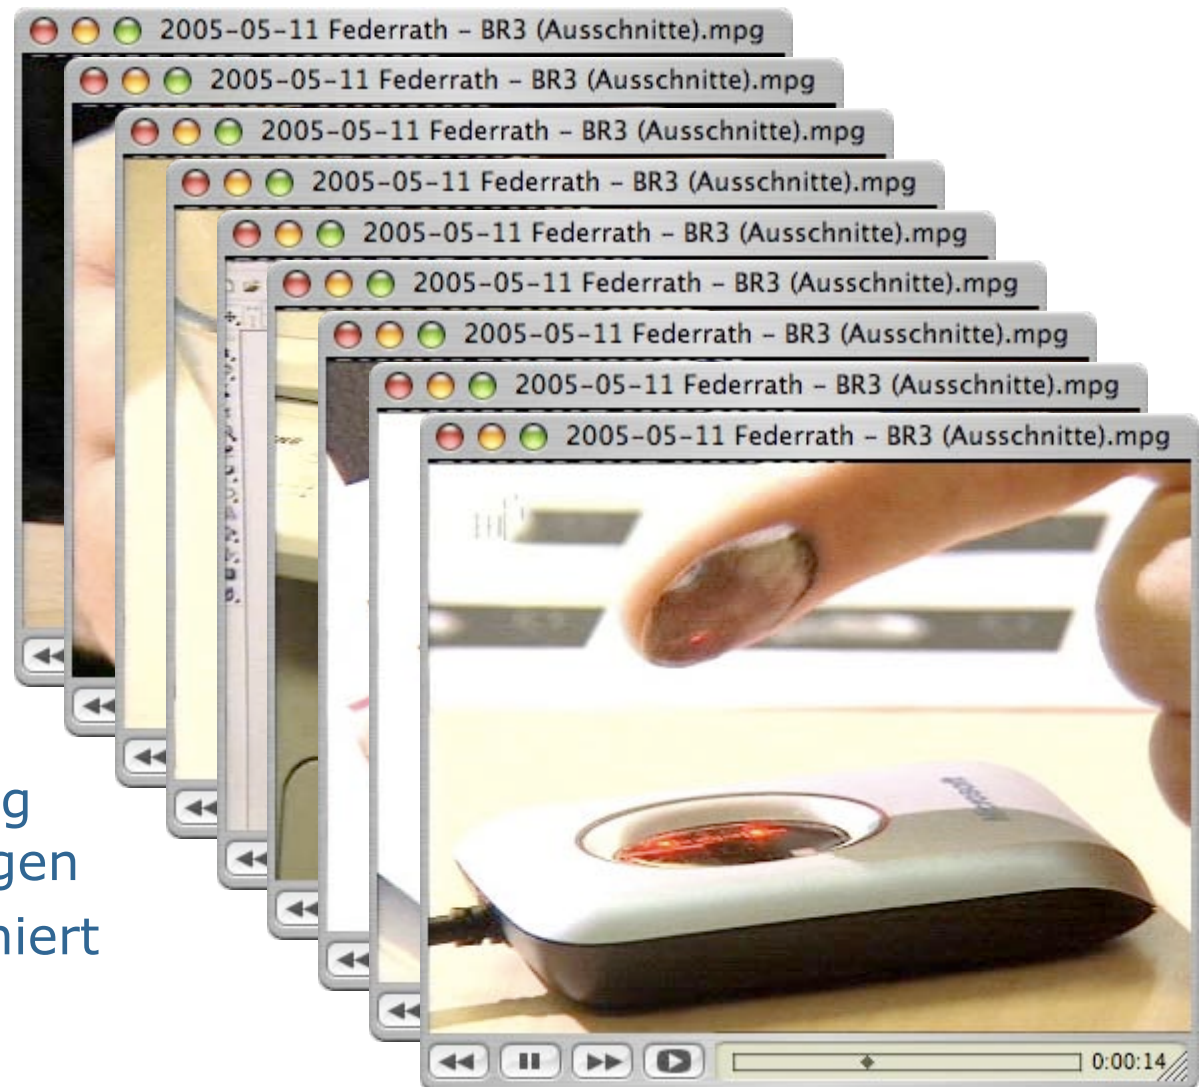 2005-05-11 Federrath – BR3 (Ausschnitte).mpg
2005-05-11 Federrath – BR3 (Ausschnitte).mpg
2005-05-11 Federrath – BR3 (Ausschnitte).mpg
2005-05-11 Federrath – BR3 (Ausschnitte).mpg
2005-05-11 Federrath – BR3 (Ausschnitte).mpg
2005-05-11 Federrath – BR3 (Ausschnitte).mpg
2005-05-11 Federrath – BR3 (Ausschnitte).mpg
2005-05-11 Federrath – BR3 (Ausschnitte).mpg
2005-05-11 Federrath – BR3 (Ausschnitte).mpg
Microsoft
g
gen
niert
0:00:14